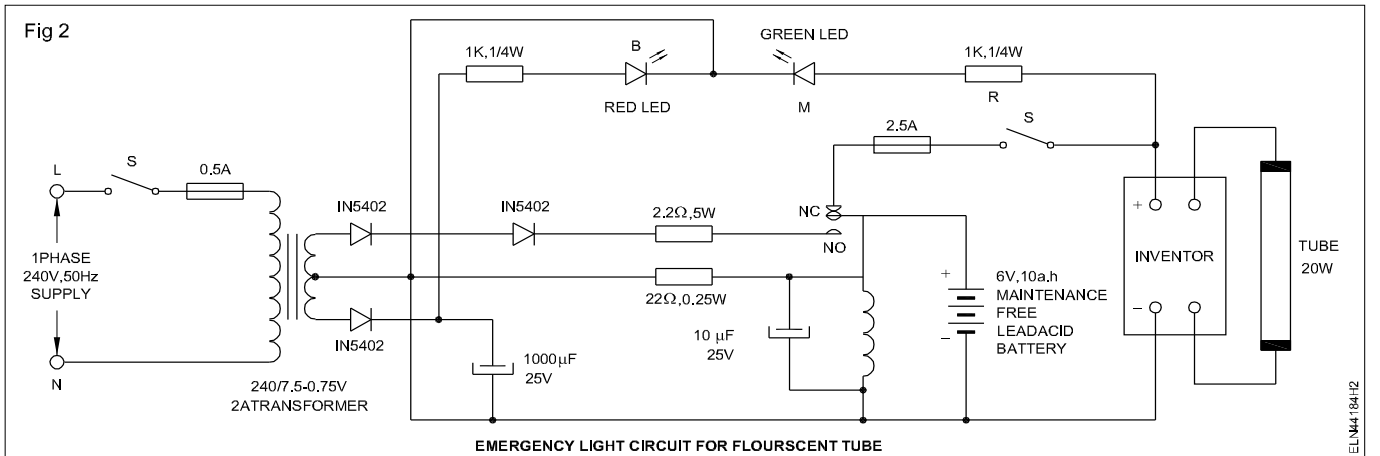 Fig 2
1K,1/4W
B
RED LED
GREEN LED
M
1K,1/4W
R
2.5A
S
L
S
0.5A
1PHASE
240V,50Hz
SUPPLY
N
IN5402
IN5402
IN5402
2.2Ω,5W
NC
NO
22Ω,0.25W
10 µF
25V
1000µF
25V
240/7.5-0.75V
2ATRANSFORMER
+
6V,10a.h
MAINTENANCE
FREE
LEADACID
BATTERY
–
+
INVENTOR
–
TUBE
20W
EMERGENCY LIGHT CIRCUIT FOR FLOURSCENT TUBE
ELN44184H2